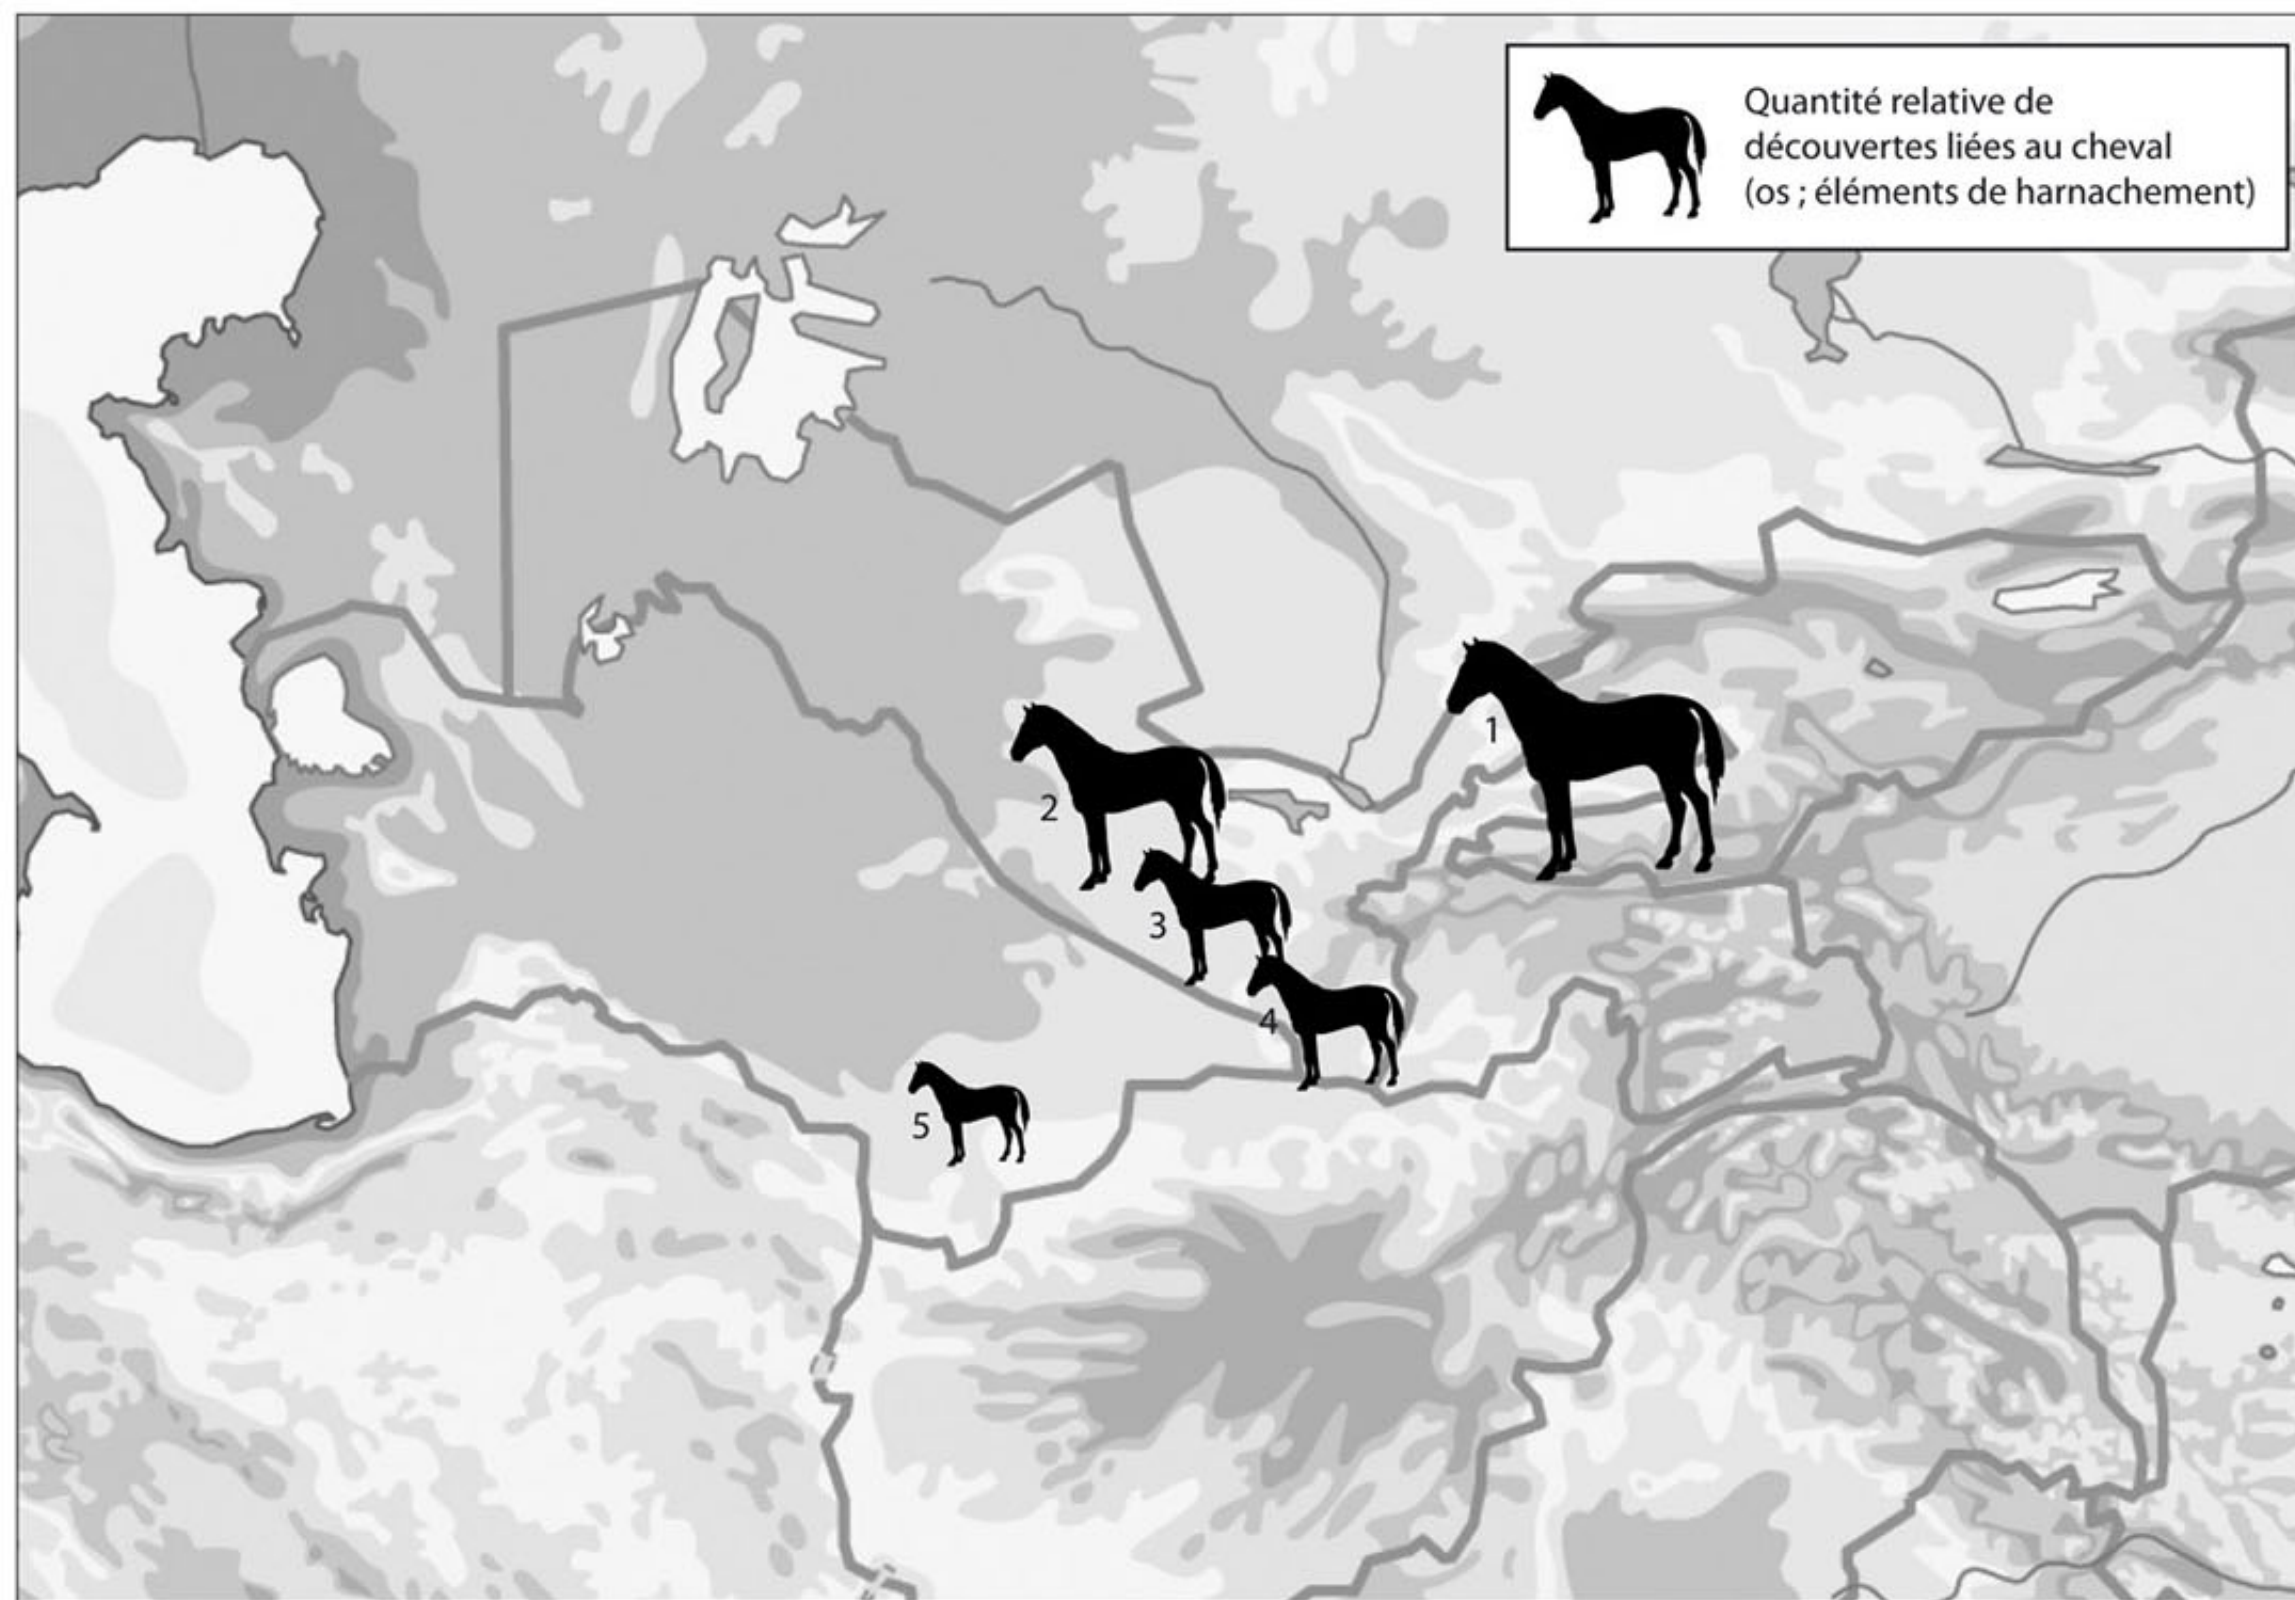 Quantité relative de
découvertes liées au cheval
(os ; éléments de harnachement)
1
2
3
4
5